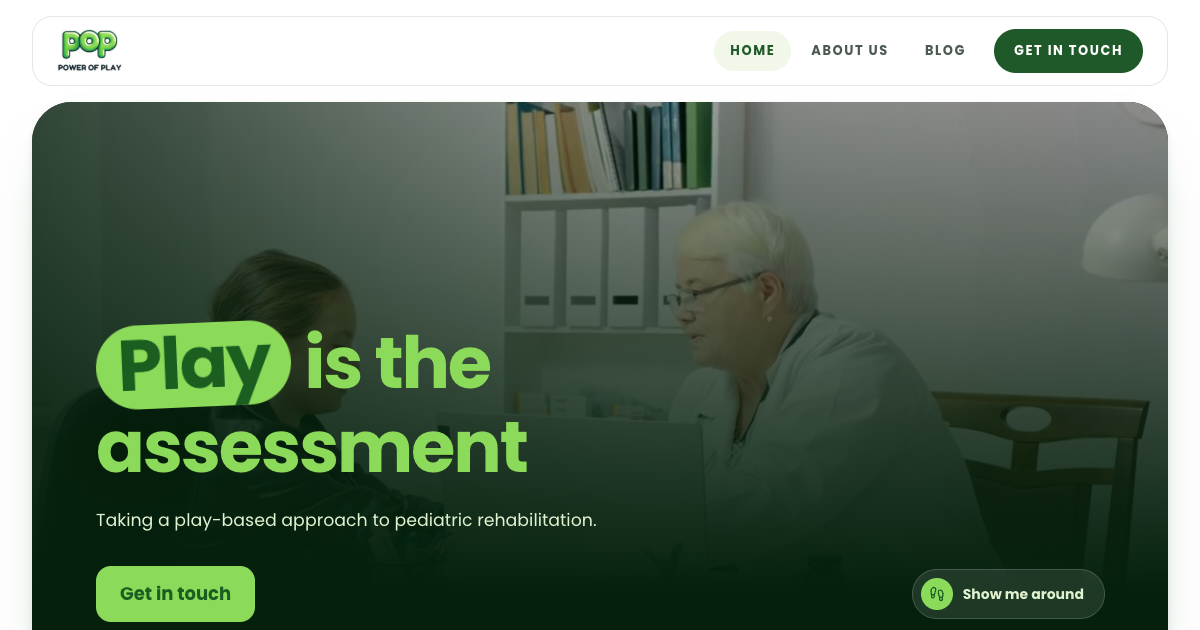 pop
POWER OF PLAY
HOME
ABOUT US
BLOG
GET IN TOUCH
Play is the
assessment
Taking a play-based approach to pediatric rehabilitation.
Get in touch
Show me around